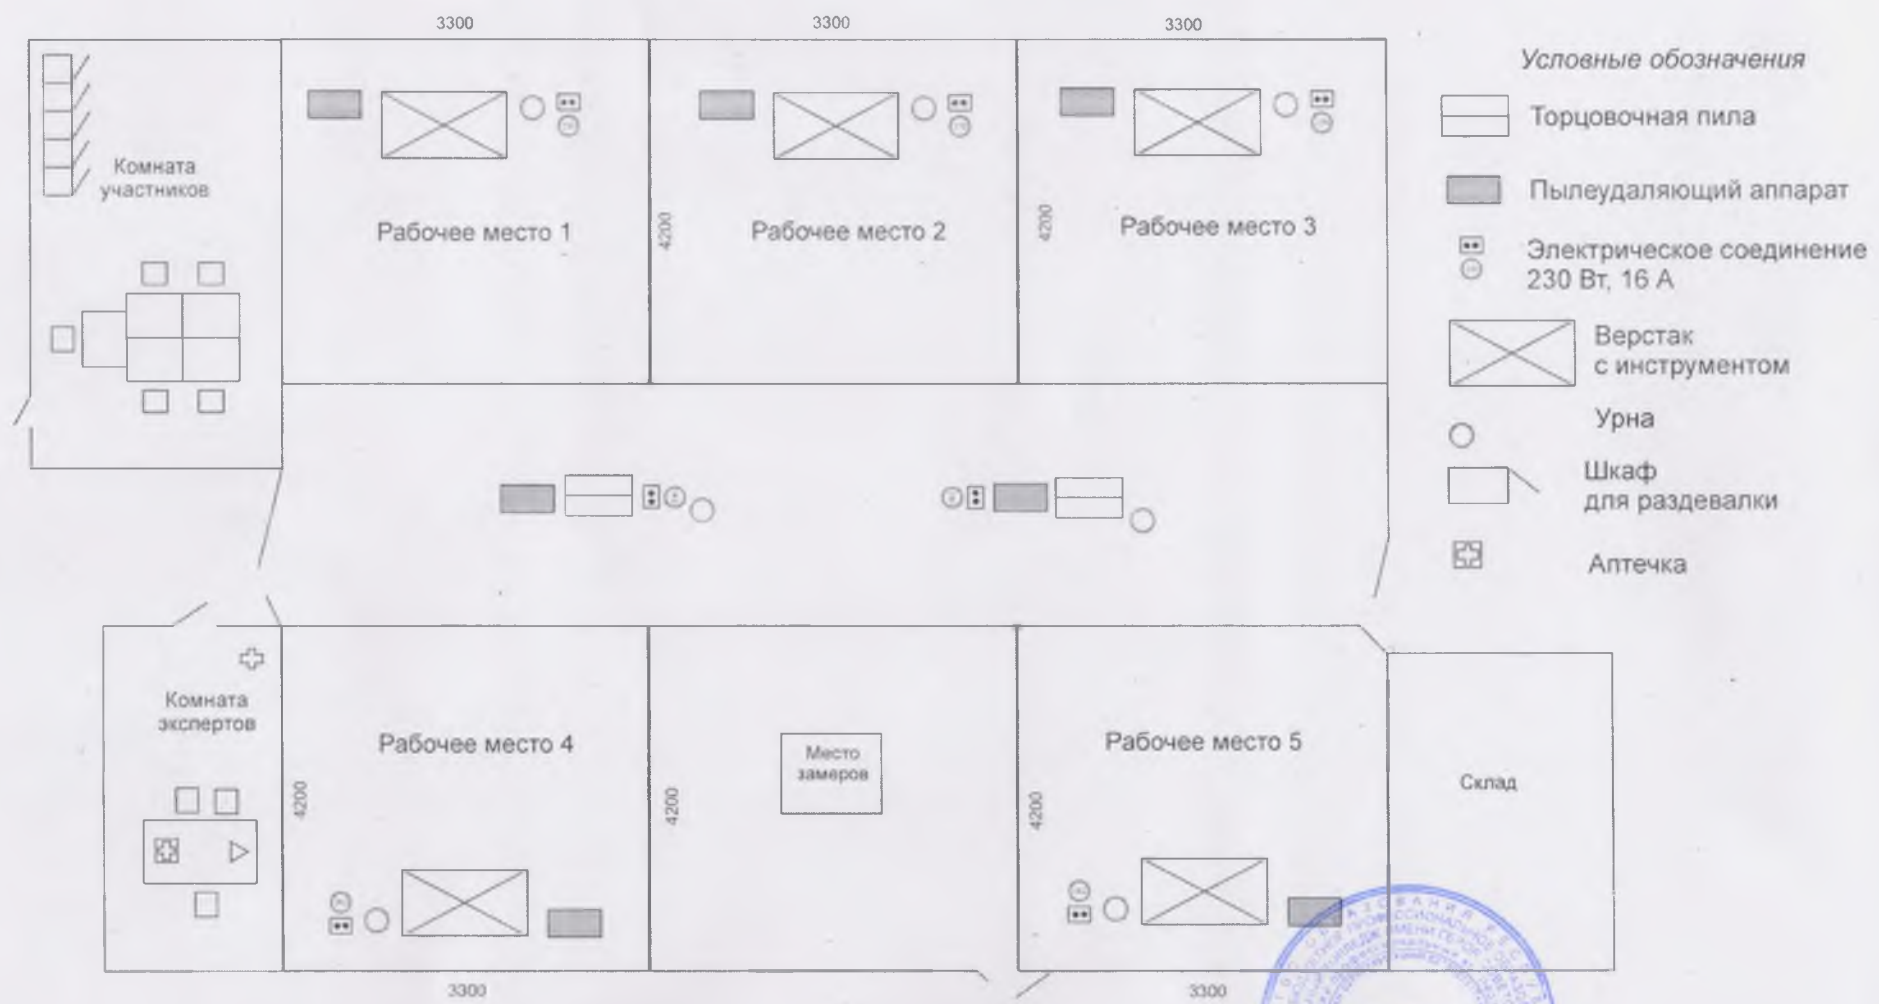 3300
3300
3300
Условные обозначения
Торцовочная пила
Пылеудаляющий аппарат
Электрическое соединение
230 Вт, 16 А
Верстак
с инструментом
Урна
Шкаф
для раздевалки
Аптечка
Комната
участников
Рабочее место 1
4200
Рабочее место 2
4200
Рабочее место 3
Комната
экспертов
Рабочее место 4
4200
4200
Место
замеров
Рабочее место 5
4200
Склад
3300
3300